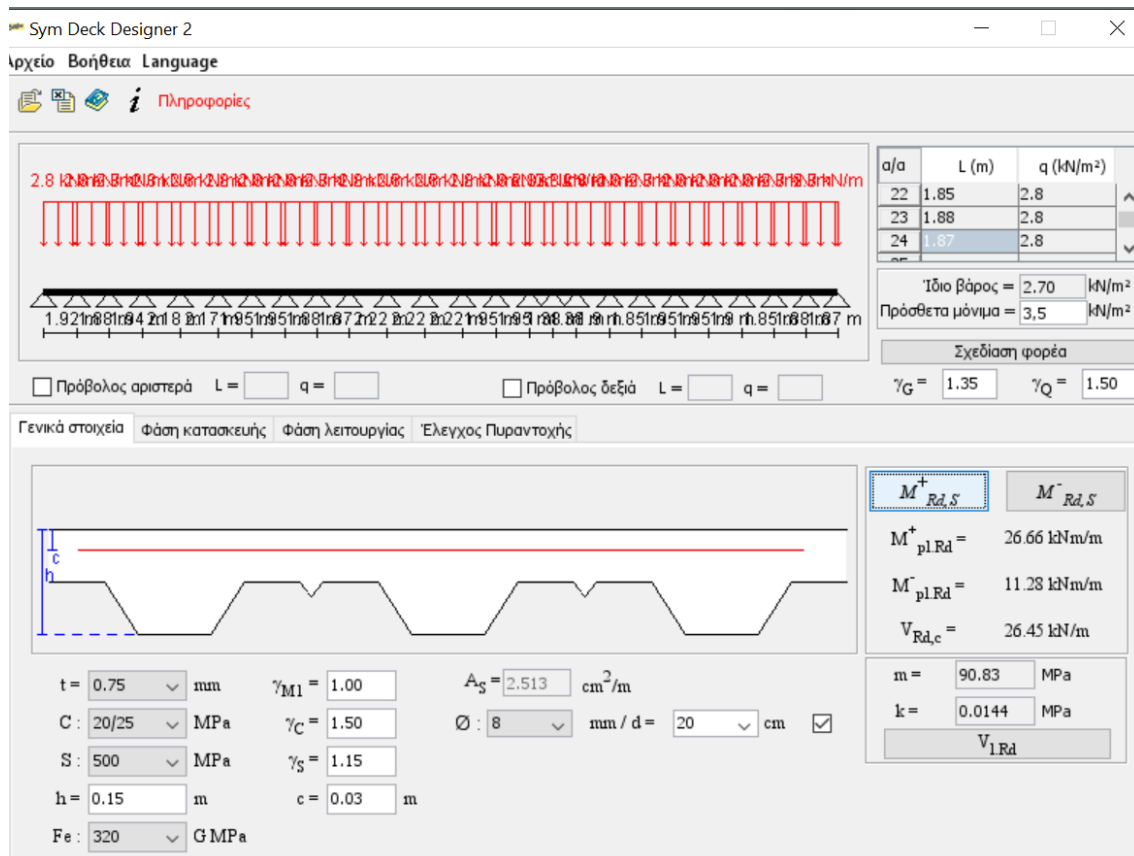 Sym Deck Designer 2
Αρχείο Βοήθεια Language
i Πληροφορίες
α/α L (m) q (kN/m²)
22 1.85 2.8
23 1.88 2.8
24 1.87 2.8
2.8
Ίδιο βάρος = 2.70 kN/m²
Πρόσθετα μόνιμα = 3,5 kN/m²
Σχεδίαση φορέα
Πρόβολος αριστερά L = q =
Πρόβολος δεξιά L = q =
γG = 1.35 γQ = 1.50
Γενικά στοιχεία Φάση κατασκευής Φάση λειτουργίας Έλεγχος Πυραντοχής
c
h
M+Rd,S M-Rd,S
M+pl.Rd = 26.66 kNm/m
M-pl.Rd = 11.28 kNm/m
VRd,c = 26.45 kN/m
t = 0.75 mm γM1 = 1.00 AS = 2.513 cm²/m
C : 20/25 MPa γC = 1.50 Ø : 8 mm / d = 20 cm
S : 500 MPa γS = 1.15
h = 0.15 m c = 0.03 m
Fe : 320 G MPa
m = 90.83 MPa
k = 0.0144 MPa
Vl.Rd